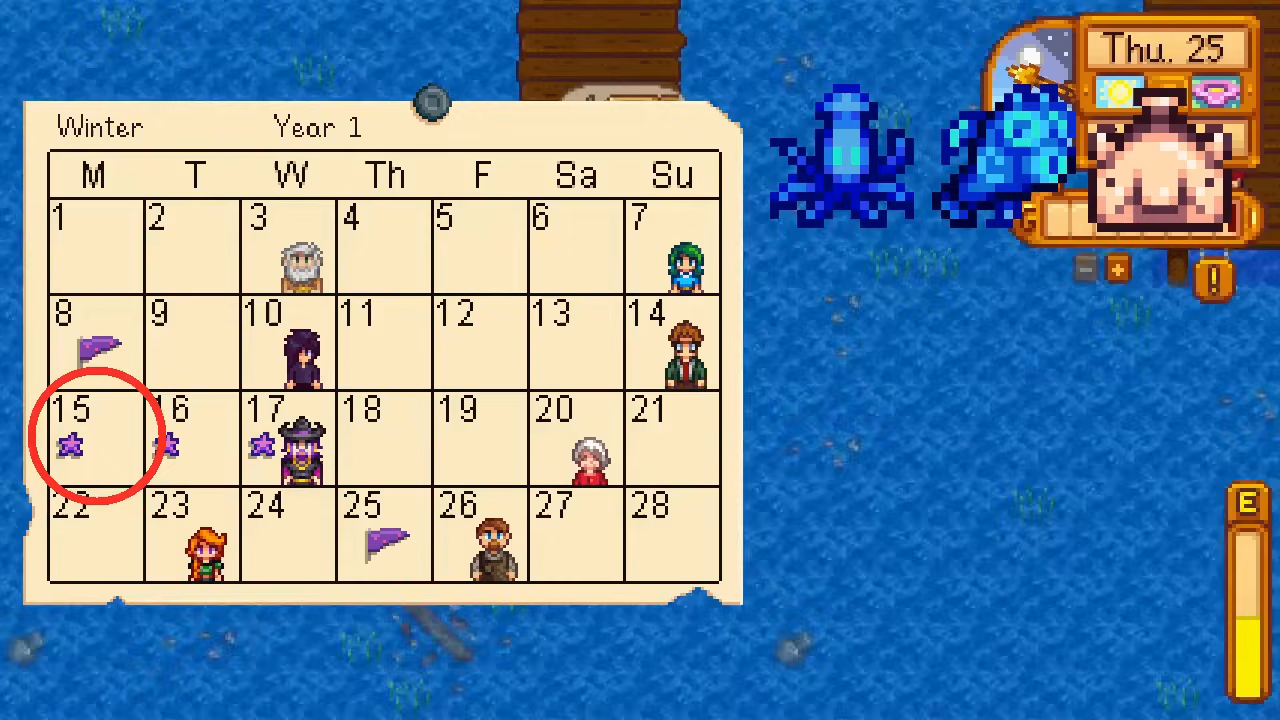 Winter Year 1
M T W Th F Sa Su
1 2 3 4 5 6 7
8 9 10 11 12 13 14
15 16 17 18 19 20 21
22 23 24 25 26 27 28
Thu. 25
!
E